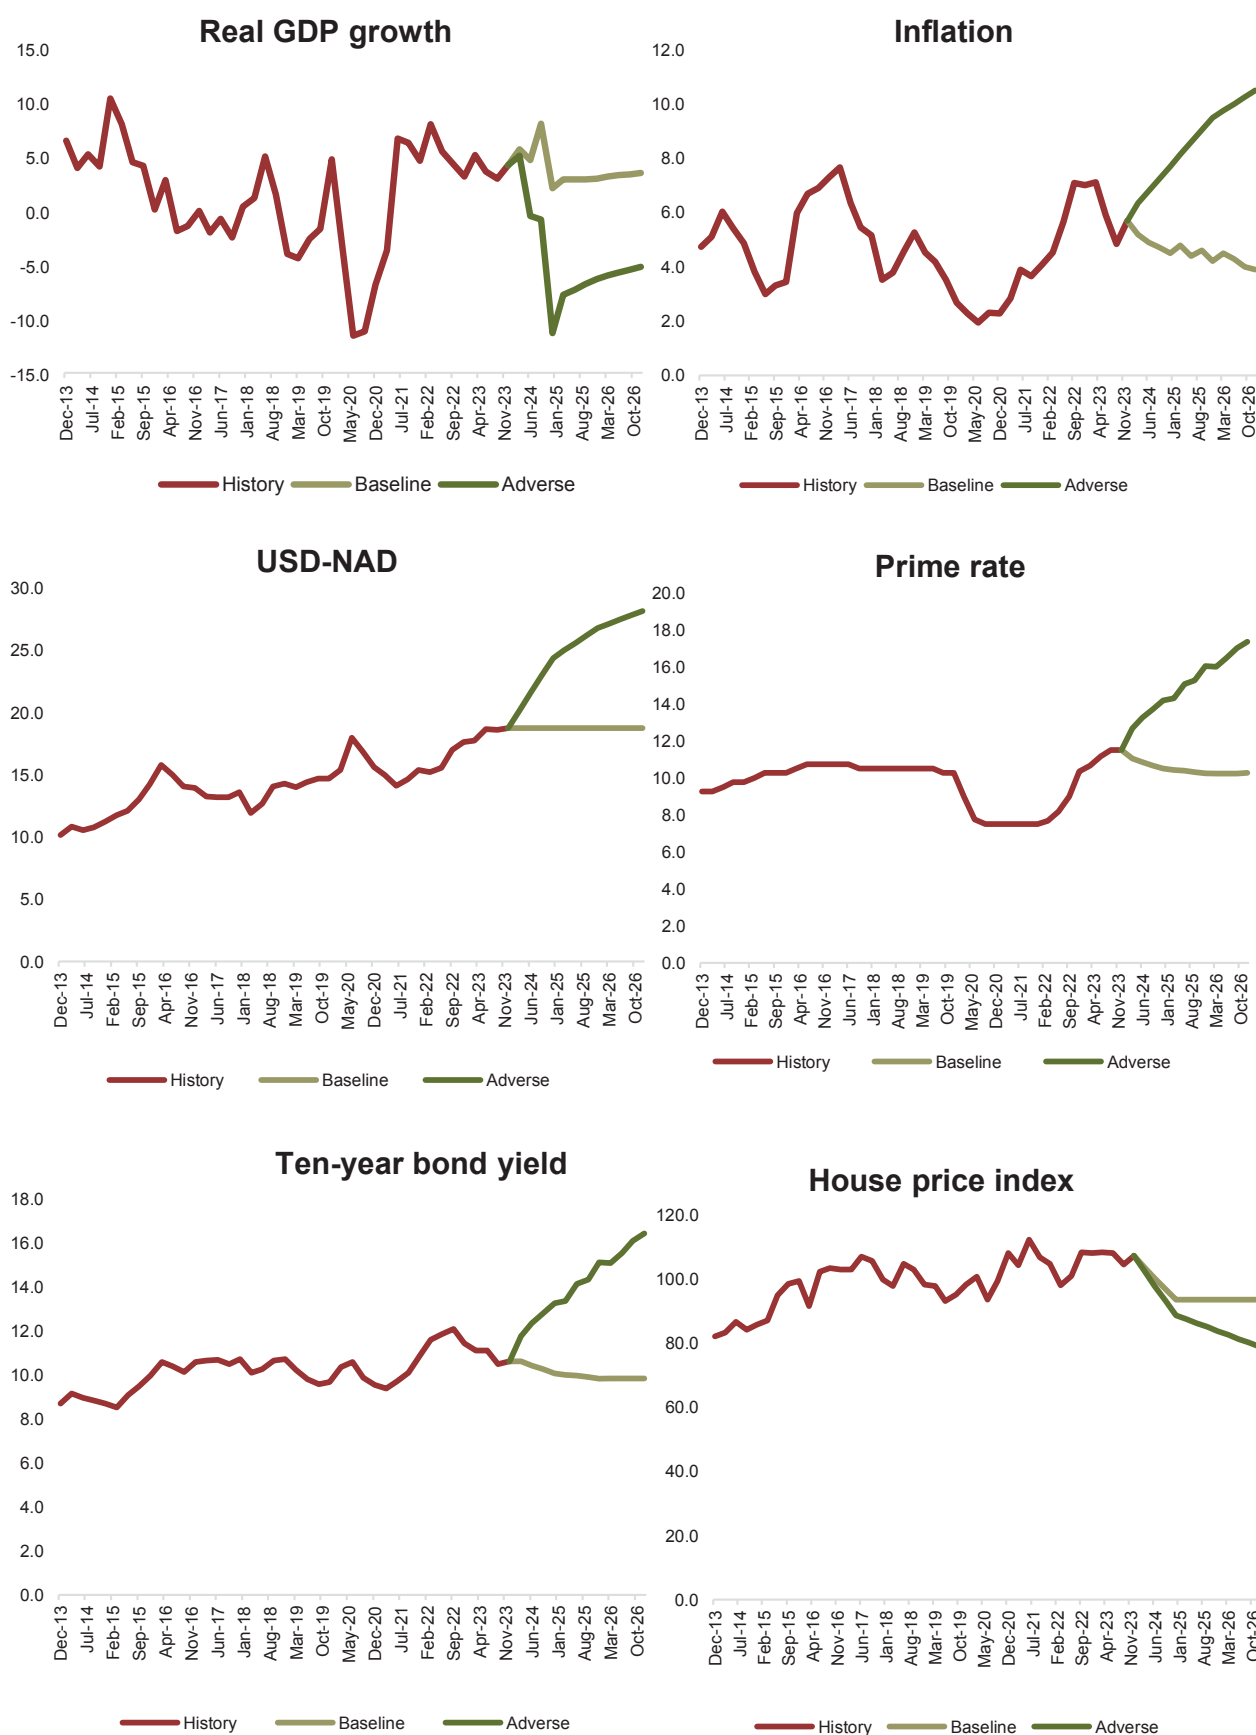 Real GDP growth
15.0
10.0
5.0
0.0
-5.0
-10.0
-15.0
Dec-13 Jul-14 Feb-15 Sep-15 Apr-16 Nov-16 Jun-17 Jan-18 Aug-18 Mar-19 Oct-19 May-20 Dec-20 Jul-21 Feb-22 Sep-22 Apr-23 Nov-23 Jun-24 Jan-25 Aug-25 Mar-26 Oct-26
History Baseline Adverse
Inflation
12.0
10.0
8.0
6.0
4.0
2.0
0.0
Dec-13 Jul-14 Feb-15 Sep-15 Apr-16 Nov-16 Jun-17 Jan-18 Aug-18 Mar-19 Oct-19 May-20 Dec-20 Jul-21 Feb-22 Sep-22 Apr-23 Nov-23 Jun-24 Jan-25 Aug-25 Mar-26 Oct-26
History Baseline Adverse
USD-NAD
30.0
25.0
20.0
15.0
10.0
5.0
0.0
Dec-13 Jul-14 Feb-15 Sep-15 Apr-16 Nov-16 Jun-17 Jan-18 Aug-18 Mar-19 Oct-19 May-20 Dec-20 Jul-21 Feb-22 Sep-22 Apr-23 Nov-23 Jun-24 Jan-25 Aug-25 Mar-26 Oct-26
History Baseline Adverse
Prime rate
20.0
18.0
16.0
14.0
12.0
10.0
8.0
6.0
4.0
2.0
0.0
Dec-13 Jul-14 Feb-15 Sep-15 Apr-16 Nov-16 Jun-17 Jan-18 Aug-18 Mar-19 Oct-19 May-20 Dec-20 Jul-21 Feb-22 Sep-22 Apr-23 Nov-23 Jun-24 Jan-25 Aug-25 Mar-26 Oct-26
History Baseline Adverse
Ten-year bond yield
18.0
16.0
14.0
12.0
10.0
8.0
6.0
4.0
2.0
0.0
Dec-13 Jul-14 Feb-15 Sep-15 Apr-16 Nov-16 Jun-17 Jan-18 Aug-18 Mar-19 Oct-19 May-20 Dec-20 Jul-21 Feb-22 Sep-22 Apr-23 Nov-23 Jun-24 Jan-25 Aug-25 Mar-26 Oct-26
History Baseline Adverse
House price index
120.0
100.0
80.0
60.0
40.0
20.0
0.0
Dec-13 Jul-14 Feb-15 Sep-15 Apr-16 Nov-16 Jun-17 Jan-18 Aug-18 Mar-19 Oct-19 May-20 Dec-20 Jul-21 Feb-22 Sep-22 Apr-23 Nov-23 Jun-24 Jan-25 Aug-25 Mar-26 Oct-26
History Baseline Adverse